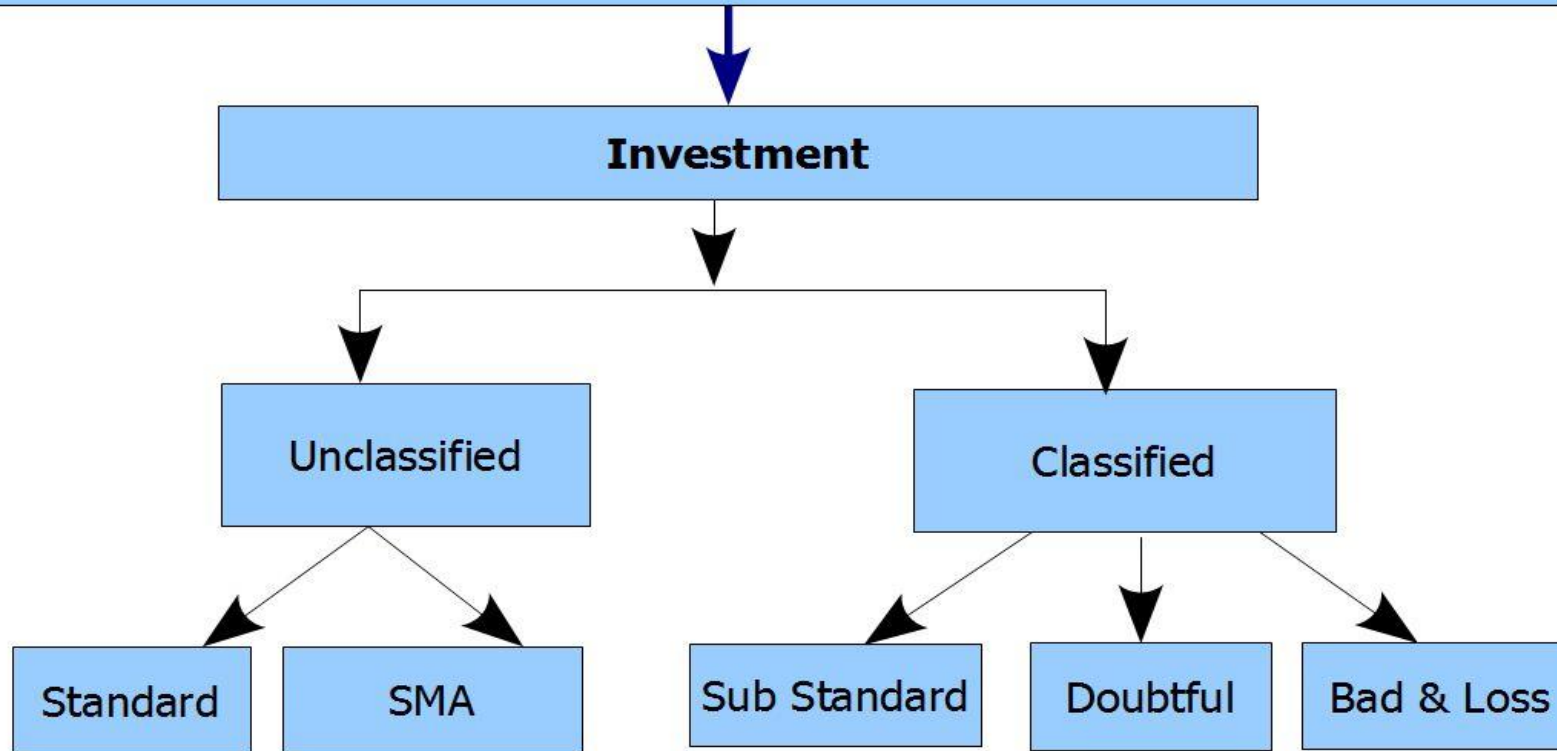 Investment
Unclassified
Classified
Standard
SMA
Sub Standard
Doubtful
Bad & Loss